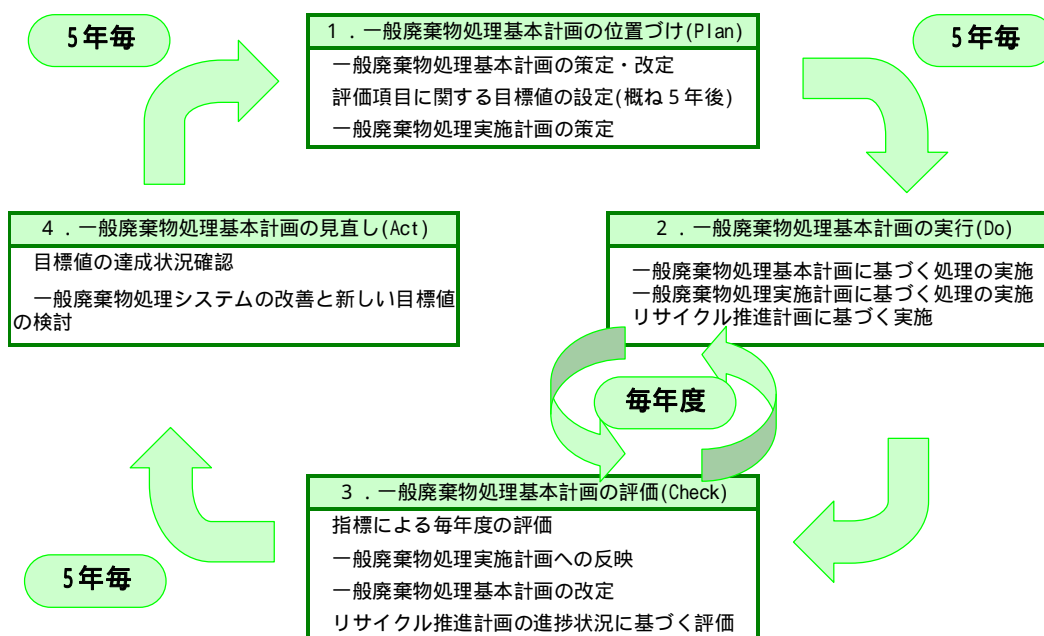 5年毎
1．一般廃棄物処理基本計画の位置づけ(Plan)
一般廃棄物処理基本計画の策定・改定
評価項目に関する目標値の設定(概ね５年後)
一般廃棄物処理実施計画の策定
5年毎
4．一般廃棄物処理基本計画の見直し(Act)
目標値の達成状況確認
一般廃棄物処理システムの改善と新しい目標値
の検討
2．一般廃棄物処理基本計画の実行(Do)
一般廃棄物処理基本計画に基づく処理の実施
一般廃棄物処理実施計画に基づく処理の実施
リサイクル推進計画に基づく実施
毎年度
3．一般廃棄物処理基本計画の評価(Check)
指標による毎年度の評価
一般廃棄物処理実施計画への反映
一般廃棄物処理基本計画の改定
リサイクル推進計画の進捗状況に基づく評価
5年毎